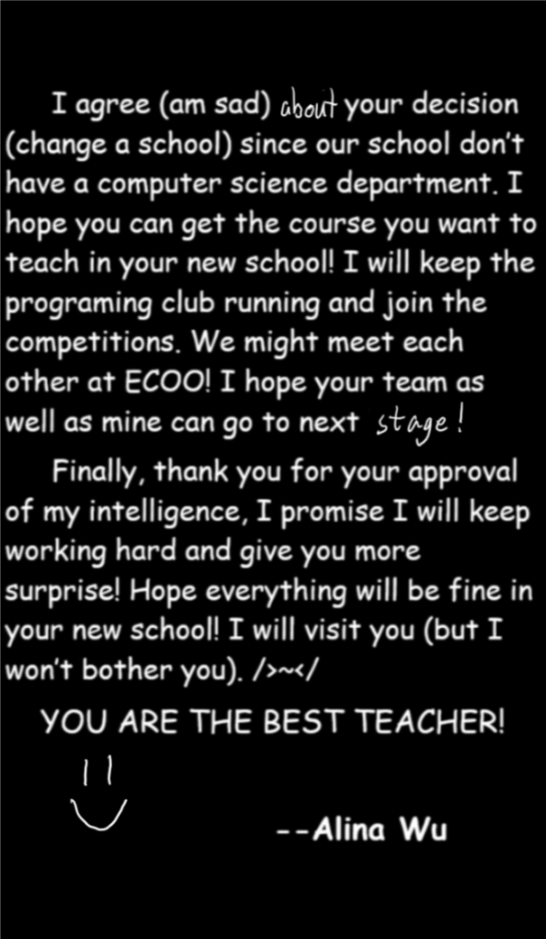 I agree (am sad) about your decision
(change a school) since our school don't
have a computer science department. I
hope you can get the course you want to
teach in your new school! I will keep the
programing club running and join the
competitions. We might meet each
other at ECOO! I hope your team as
well as mine can go to next stage!
Finally, thank you for your approval
of my intelligence, I promise I will keep
working hard and give you more
surprise! Hope everything will be fine in
your new school! I will visit you (but I
won't bother you). />~</
YOU ARE THE BEST TEACHER!
--Alina Wu